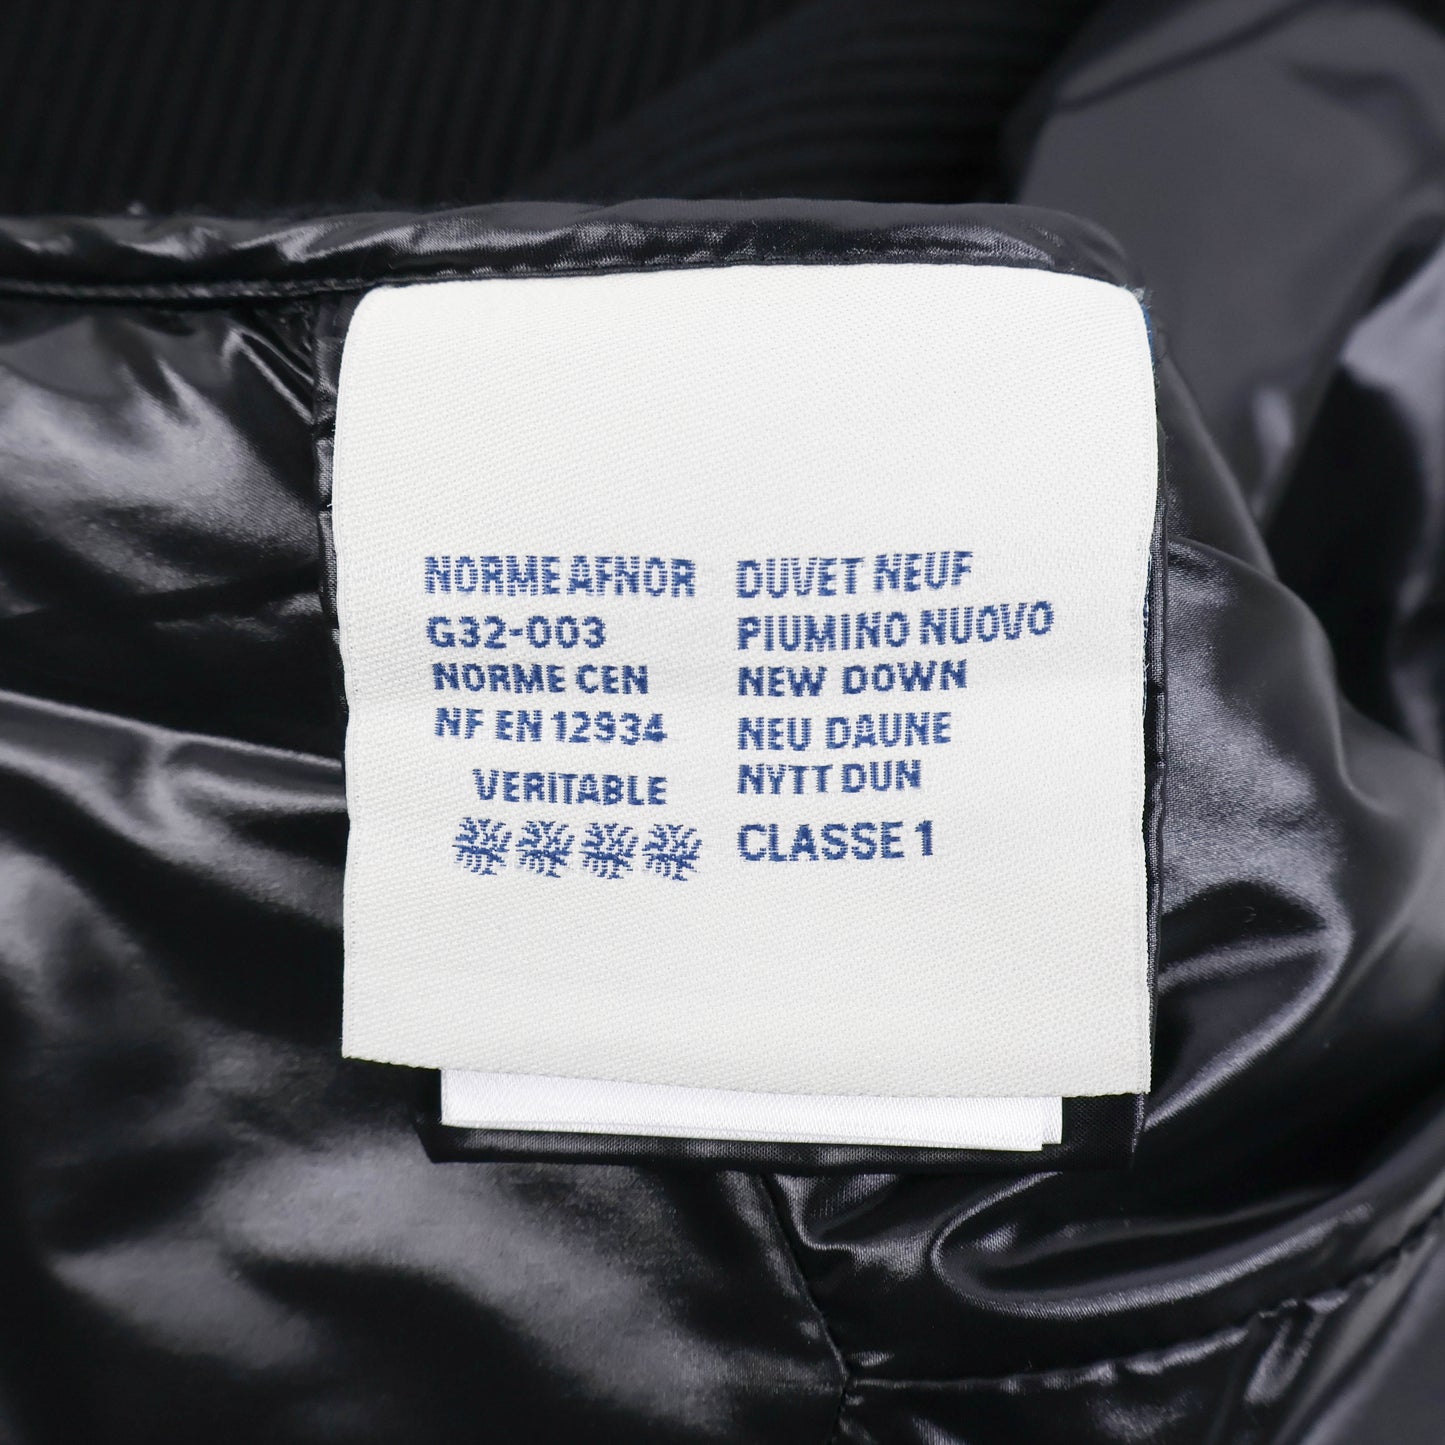 NORME AFNOR
G32-003
NORME CEN
NF EN 12934
VERITABLE
DUVET NEUF
PIUMINO NUOVO
NEW DOWN
NEU DAUNE
NYTT DUN
CLASSE 1